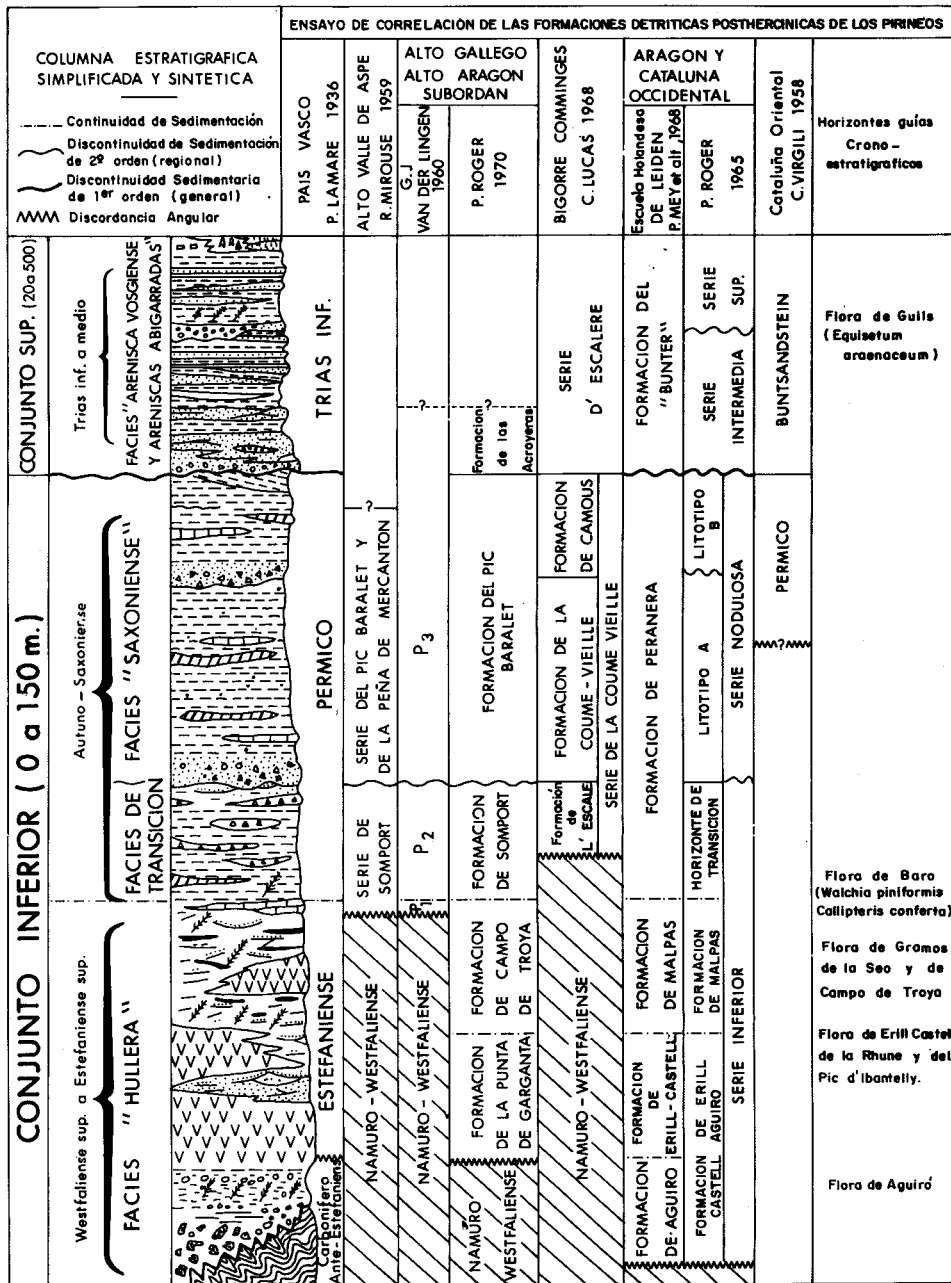 ENSAYO DE CORRELACIÓN DE LAS FORMACIONES DETRITICAS POSTHERCINICAS DE LOS PIRINEOS
COLUMNA ESTRATIGRAFICA
SIMPLIFICADA Y SINTETICA
Continuidad de Sedimentación
Discontinuidad de Sedimentación
de 2º orden (regional)
Discontinuidad Sedimentaria
de 1er orden (general)
Discordancia Angular
PAIS VASCO
P. LAMARE 1936
ALTO VALLE DE ASPE
R. MIROUSE 1959
ALTO GALLEGO
ALTO ARAGON
SUBORDAN
G.J
VAN DER LINGEN
1960
P. ROGER
1970
BIGORRE COMMINGES
C. LUCAS 1968
ARAGON Y
CATALUNA
OCCIDENTAL
Escuela Holandesa
DE LEIDEN
P. MEY et alt, 1968
P. ROGER
1965
Cataluña Oriental
C. VIRGILI 1958
Horizontes guías
Crono-
estratigraficos
CONJUNTO SUP. (20 a 500)
Trias inf. a medio
FACIES "ARENISCA VOSGIENSE"
Y ARENISCAS ABIGARRADAS"
TRIAS INF.
?
?
Formacion
de las
Acroyeras
SERIE
D' ESCALERE
FORMACION DEL
"BUNTER"
SERIE
SUP.
SERIE
INTERMEDIA
BUNTSANDSTEIN
Flora de Guils
(Equisetum
araenaceum)
CONJUNTO INFERIOR (0 a 150 m.)
Autuno-Saxonierse
FACIES "SAXONIENSE"
FACIES DE
TRANSICION
PERMICO
?
SERIE DEL PIC BARALET Y
DE LA PEÑA DE MERCANTON
SERIE DE
SOMPORT
P3
P2
P1
FORMACION DEL PIC
BARALET
FORMACION
DE SOMPORT
FORMACION
DE CAMOUS
FORMACION DE LA
COUME-VIEILLE
Formación
de
L' ESCALE
SERIE DE LA COUME VIEILLE
FORMACION DE PERANERA
LITOTIPO
B
LITOTIPO A
SERIE NODULOSA
HORIZONTE DE
TRANSICION
PERMICO
?
Flora de Baro
(Walchia piniformis
Callipteris conferta)
Westfaliense sup. a Estefaniense sup.
FACIES "HULLERA"
ESTEFANIENSE
Carbonifero
Ante-Estefaniens
NAMURO-WESTFALIENSE
NAMURO-WESTFALIENSE
FORMACION
DE CAMPO
DE TROYA
FORMACION
DE LA PUNTA
DE GARGANTA
NAMURO
WESTFALIENSE
NAMURO-WESTFALIENSE
FORMACION
DE MALPAS
FORMACION
DE
ERILL-CASTELL
FORMACION
DE-AGUIRO
FORMACION
DE MALPAS
FORMACION DE ERILL
AGUIRO
CASTELL
SERIE INFERIOR
Flora de Gramos
de la Seo y de
Campo de Troya
Flora de Erill Castel
de la Rhune y del
Pic d'Ibantelly.
Flora de Aguiró